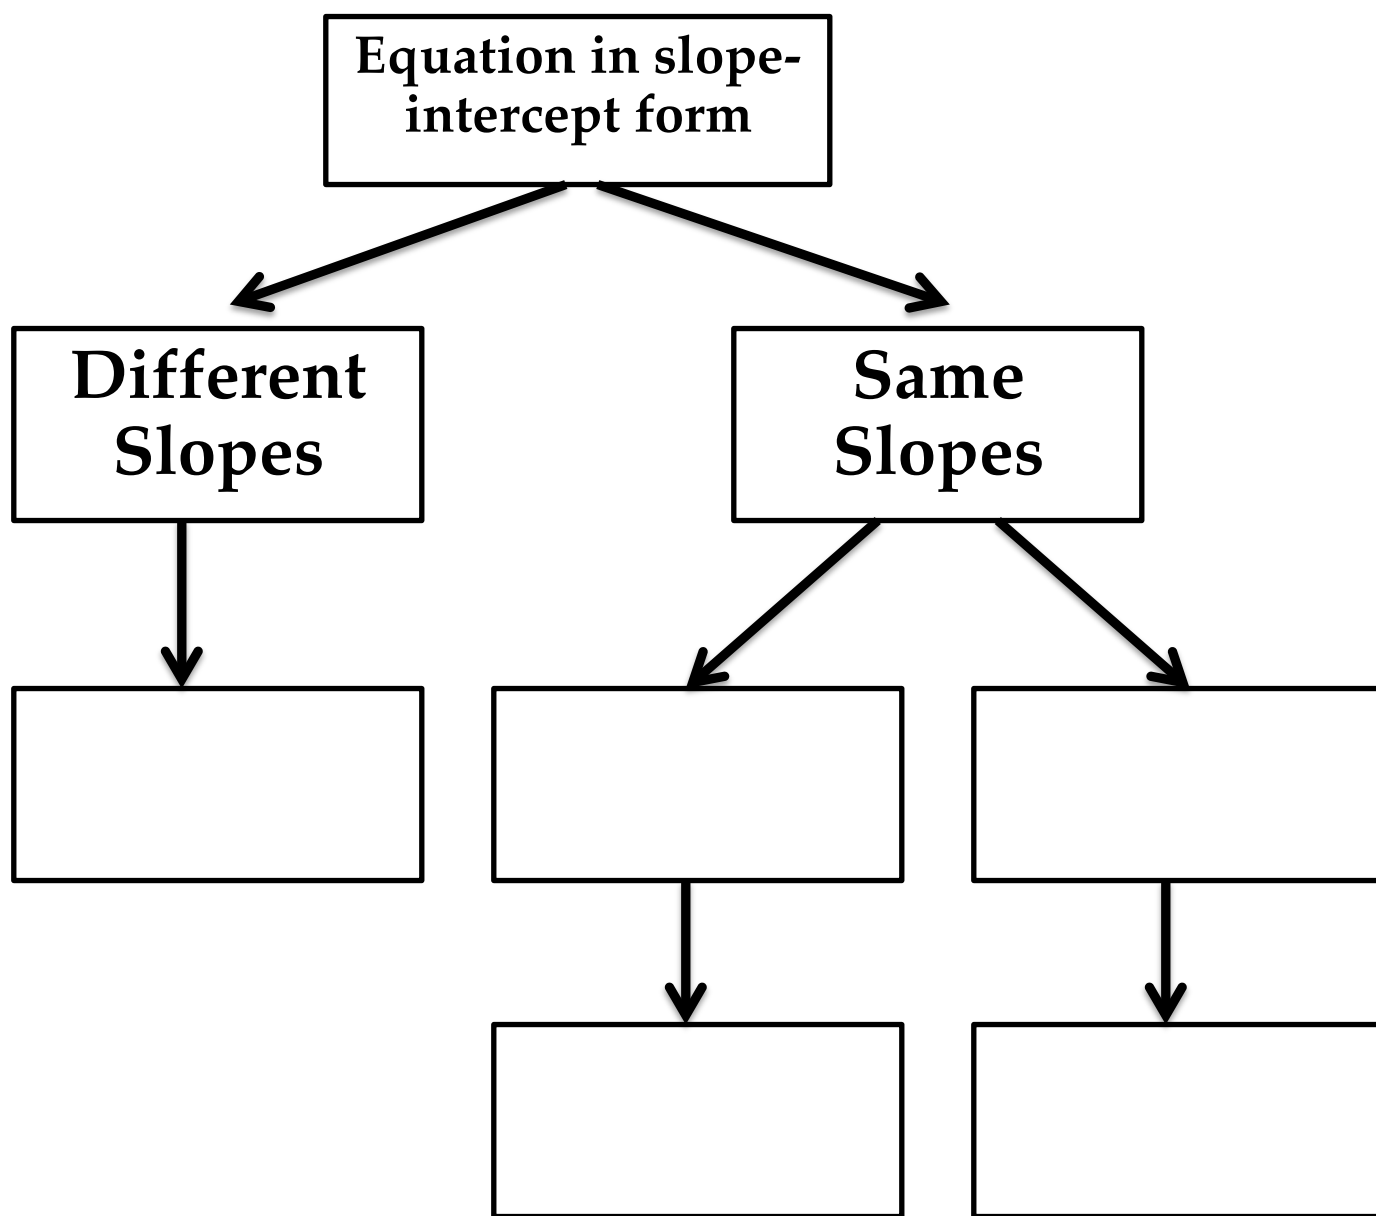 Equation in slope-
intercept form
Different
Slopes
Same
Slopes